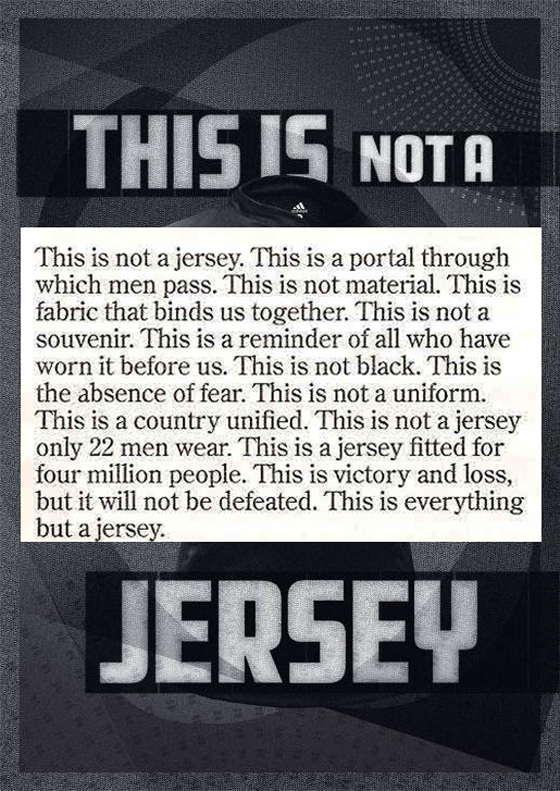 THIS IS NOT A
This is not a jersey. This is a portal through
which men pass. This is not material. This is
fabric that binds us together. This is not a
souvenir. This is a reminder of all who have
worn it before us. This is not black. This is
the absence of fear. This is not a uniform.
This is a country unified. This is not a jersey
only 22 men wear. This is a jersey fitted for
four million people. This is victory and loss,
but it will not be defeated. This is everything
but a jersey.
JERSEY